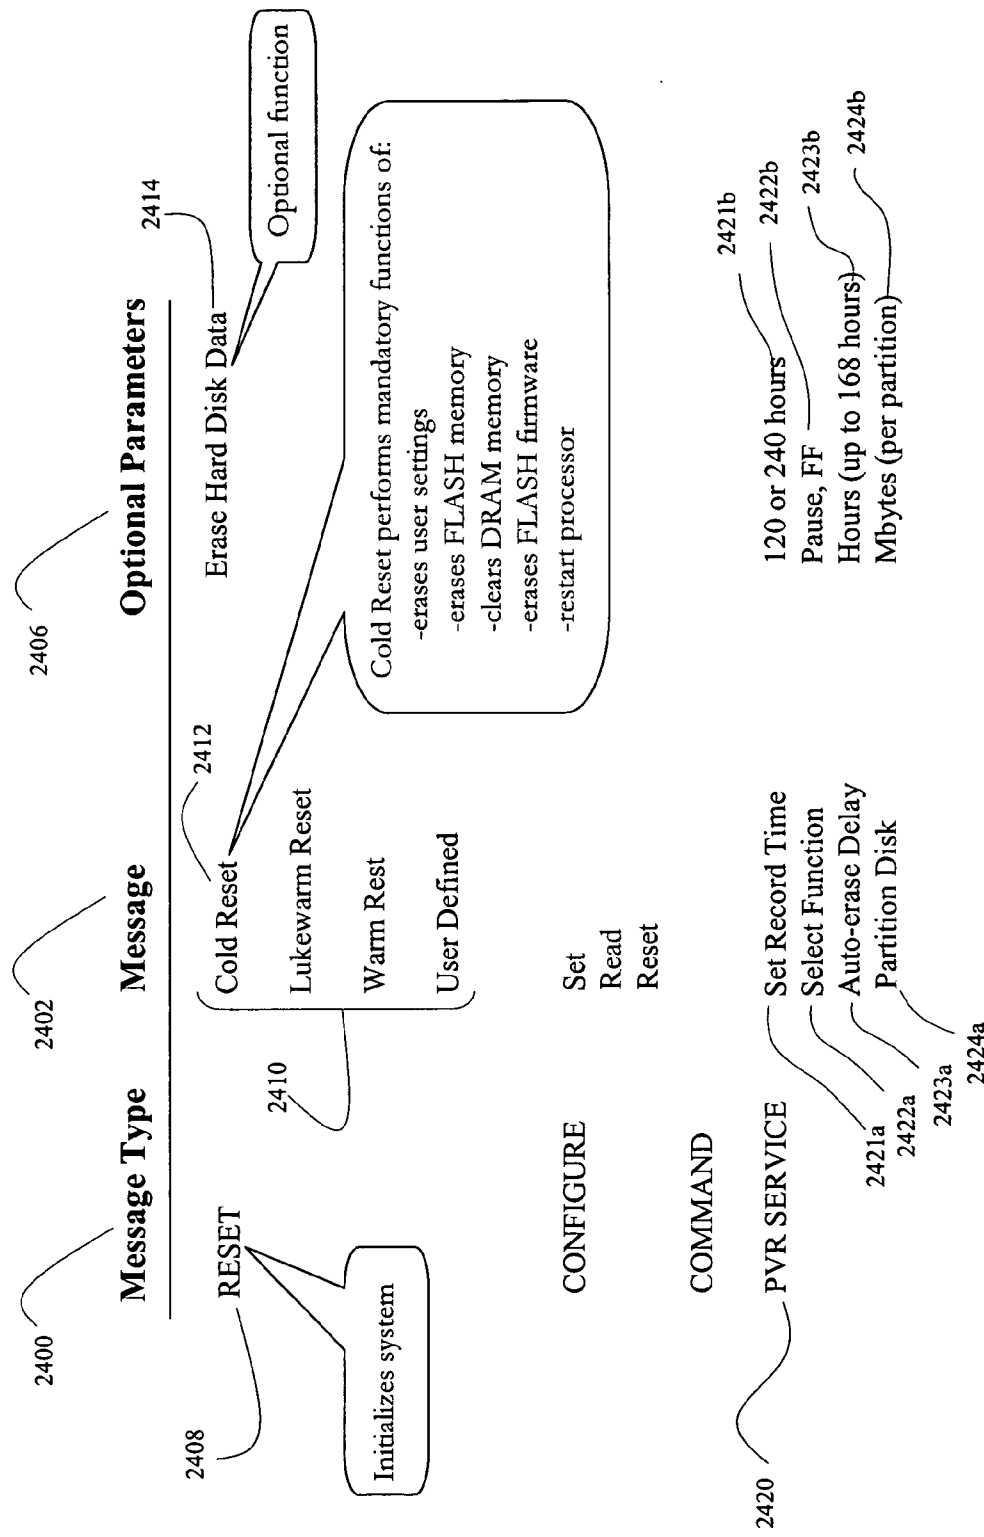 2400
2402
2406
Message Type
Message
Optional Parameters
2408
RESET
Initializes system
2410
Cold Reset
2412
Lukewarm Reset
Warm Rest
User Defined
Erase Hard Disk Data
2414
Optional function
Cold Reset performs mandatory functions of:
-erases user settings
-erases FLASH memory
-clears DRAM memory
-erases FLASH firmware
-restart processor
CONFIGURE
Set
Read
Reset
COMMAND
2420
PVR SERVICE
2421a
Set Record Time
120 or 240 hours
2421b
2422a
Select Function
Pause, FF
2422b
2423a
Auto-erase Delay
Hours (up to 168 hours)
2423b
2424a
Partition Disk
Mbytes (per partition)
2424b